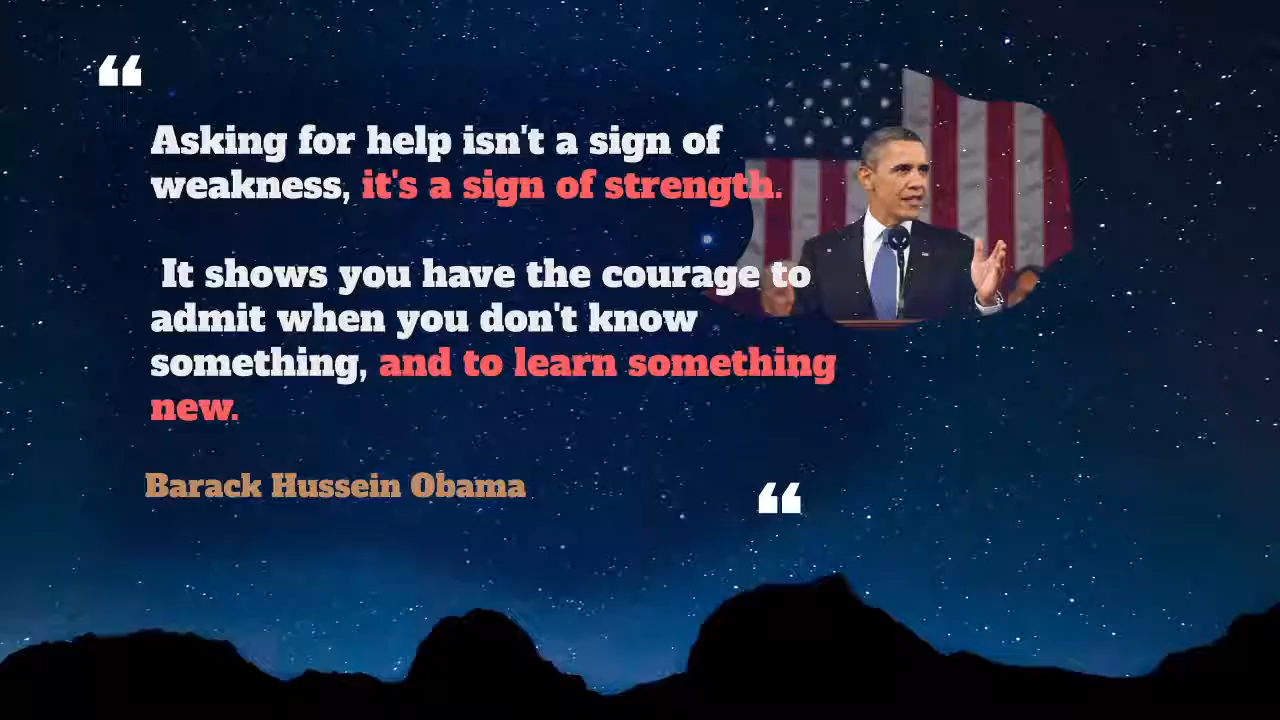 ❝
Asking for help isn't a sign of
weakness, it's a sign of strength.
It shows you have the courage to
admit when you don't know
something, and to learn something
new.
Barack Hussein Obama
❝